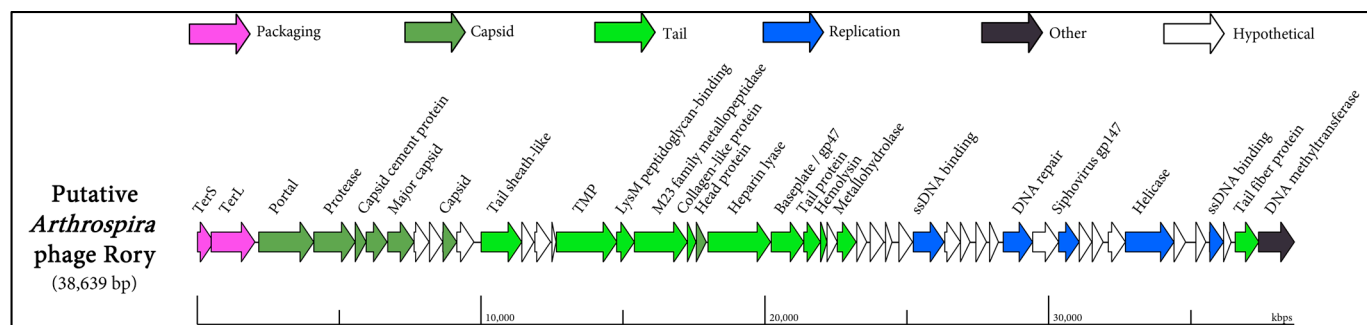 Packaging
Capsid
Tail
Replication
Other
Hypothetical
Putative
Arthrospira
phage Rory
(38,639 bp)
TerS
TerL
Portal
Protease
Capsid cement protein
Major capsid
Capsid
Tail sheath-like
TMP
LysM peptidoglycan-binding
M23 family metallopeptidase
Collagen-like protein
Head protein
Heparin lyase
Baseplate / gp47
Tail protein
Hemolysin
Metallohydrolase
ssDNA binding
DNA repair
Siphovirus gp147
Helicase
ssDNA binding
Tail fiber protein
DNA methyltransferase
10,000
20,000
30,000
kbps